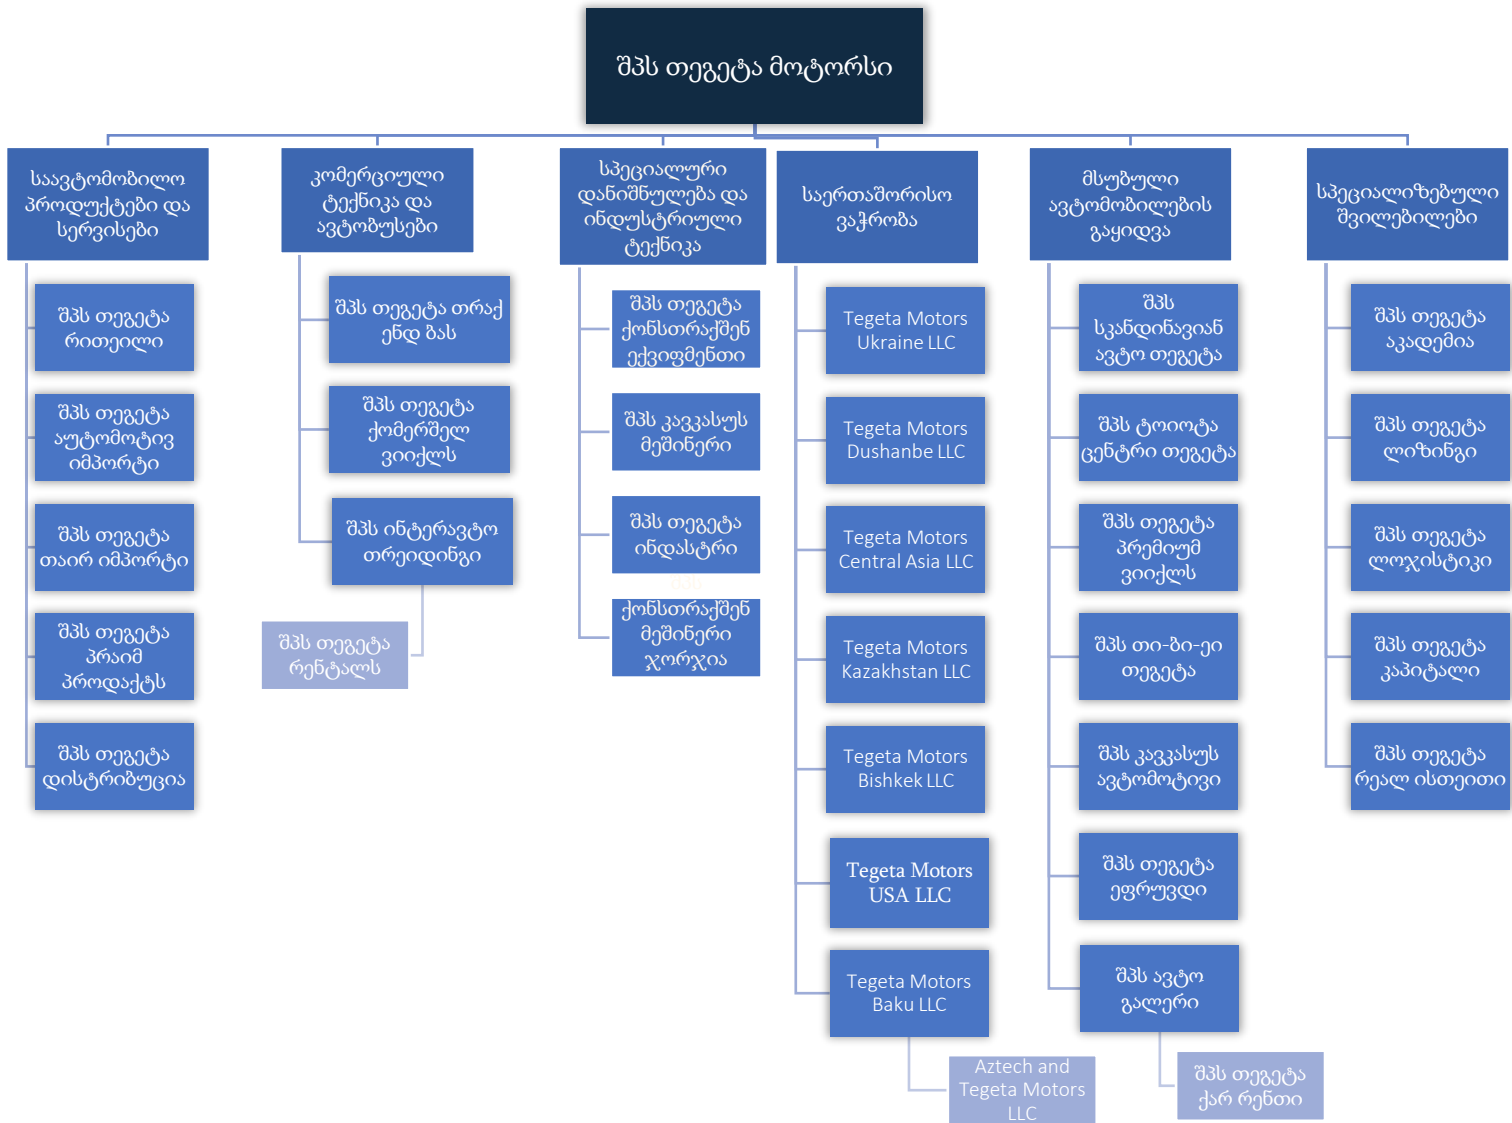 შპს თეგეტა მოტორსი
საავტომობილო
პროდუქტები და
სერვისები
შპს თეგეტა
რითეილი
შპს თეგეტა
აუტომოტივ
იმპორტი
შპს თეგეტა
თაირ იმპორტი
შპს თეგეტა
პრაიმ
პროდაქტს
შპს თეგეტა
დისტრიბუცია
კომერციული
ტექნიკა და
ავტობუსები
შპს თეგეტა თრაქ
ენდ ბას
შპს თეგეტა
ქომერშელ
ვიიქლს
შპს ინტერავტო
თრეიდინგი
შპს თეგეტა
რენტალს
სპეციალური
დანიშნულება და
ინდუსტრიული
ტექნიკა
შპს თეგეტა
ქონსთრაქშენ
ექვიფმენთი
შპს კავკასუს
მეშინერი
შპს თეგეტა
ინდასტრი
შპს
ქონსთრაქშენ
მეშინერი
ჯორჯია
საერთაშორისო
ვაჭრობა
Tegeta Motors
Ukraine LLC
Tegeta Motors
Dushanbe LLC
Tegeta Motors
Central Asia LLC
Tegeta Motors
Kazakhstan LLC
Tegeta Motors
Bishkek LLC
Tegeta Motors
USA LLC
Tegeta Motors
Baku LLC
Aztech and
Tegeta Motors
LLC
მსუბული
ავტომობილების
გაყიდვა
შპს
სკანდინავიან
ავტო თეგეტა
შპს ტოიოტა
ცენტრი თეგეტა
შპს თეგეტა
პრემიუმ
ვიიქლს
შპს თი-ბი-ეი
თეგეტა
შპს კავკასუს
ავტომოტივი
შპს თეგეტა
ეფრუვდი
შპს ავტო
გალერი
შპს თეგეტა
ქარ რენთი
სპეციალიზებული
შვილებილები
შპს თეგეტა
აკადემია
შპს თეგეტა
ლიზინგი
შპს თეგეტა
ლოჯისტიკი
შპს თეგეტა
კაპიტალი
შპს თეგეტა
რეალ ისთეითი